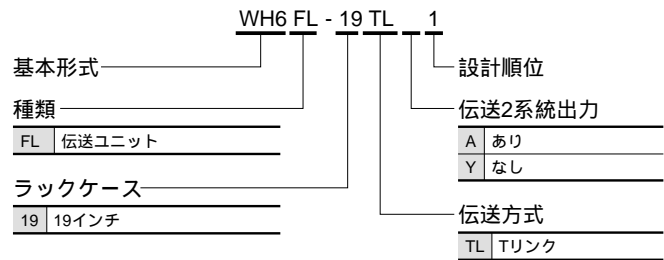 WH6 FL - 19 TL 1
基本形式
種類
FL 伝送ユニット
ラックケース
19 19インチ
設計順位
伝送2系統出力
A あり
Y なし
伝送方式
TL Tリンク